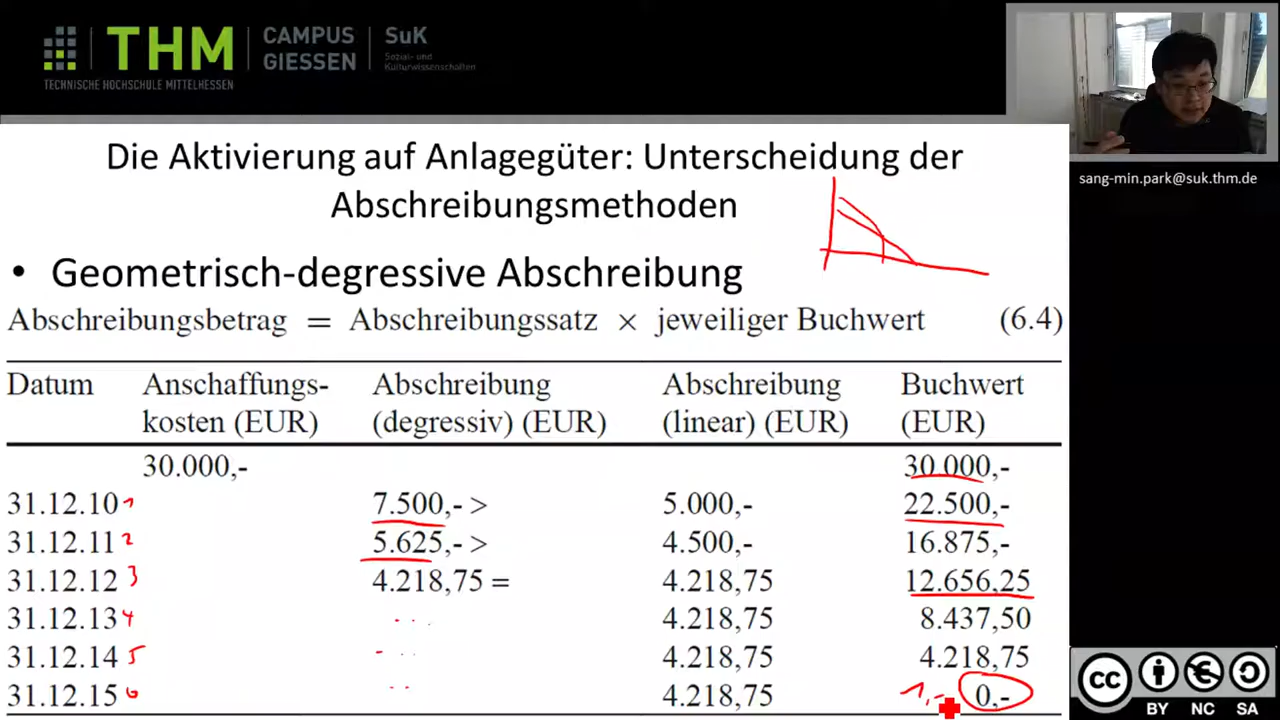 THM
TECHNISCHE HOCHSCHULE MITTELHESSEN
CAMPUS
GIESSEN
SuK
Sozial- und
Kulturwissenschaften
sang-min.park@suk.thm.de
Die Aktivierung auf Anlagegüter: Unterscheidung der
Abschreibungsmethoden
• Geometrisch-degressive Abschreibung
Abschreibungsbetrag = Abschreibungssatz × jeweiliger Buchwert (6.4)
Datum Anschaffungs- Abschreibung Abschreibung Buchwert
kosten (EUR) (degressiv) (EUR) (linear) (EUR) (EUR)
30.000,- 30.000,-
31.12.10 1 7.500,- > 5.000,- 22.500,-
31.12.11 2 5.625,- > 4.500,- 16.875,-
31.12.12 3 4.218,75 = 4.218,75 12.656,25
31.12.13 4 ... 4.218,75 8.437,50
31.12.14 5 ... 4.218,75 4.218,75
31.12.15 6 .. 4.218,75 1,- 0,-
cc
BY NC SA